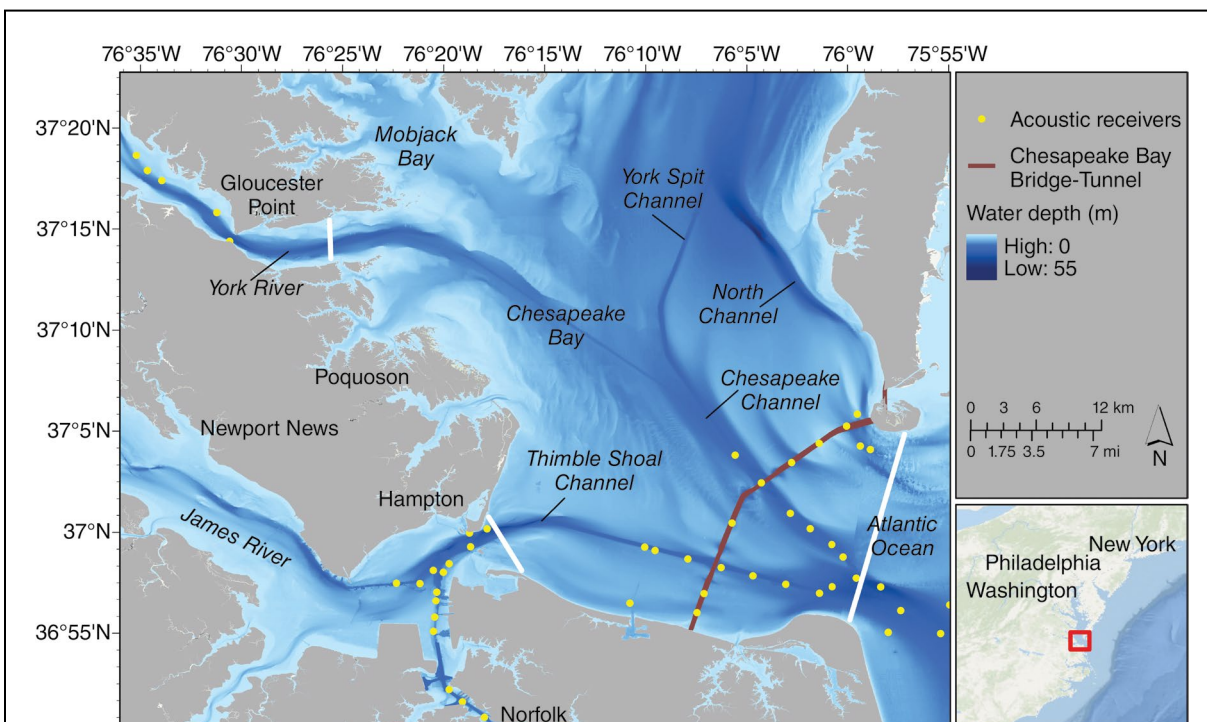 76°35'W 76°30'W 76°25'W 76°20'W 76°15'W 76°10'W 76°5'W 76°0'W 75°55'W
37°20'N
37°15'N
37°10'N
37°5'N
37°0'N
36°55'N
Mobjack
Bay
Gloucester
Point
York River
York Spit
Channel
North
Channel
Chesapeake
Bay
Chesapeake
Channel
Poquoson
Newport News
Thimble Shoal
Channel
Hampton
James River
Atlantic
Ocean
Norfolk
Acoustic receivers
Chesapeake Bay
Bridge-Tunnel
Water depth (m)
High: 0
Low: 55
0 3 6 12 km
0 1.75 3.5 7 mi
N
New York
Philadelphia
Washington